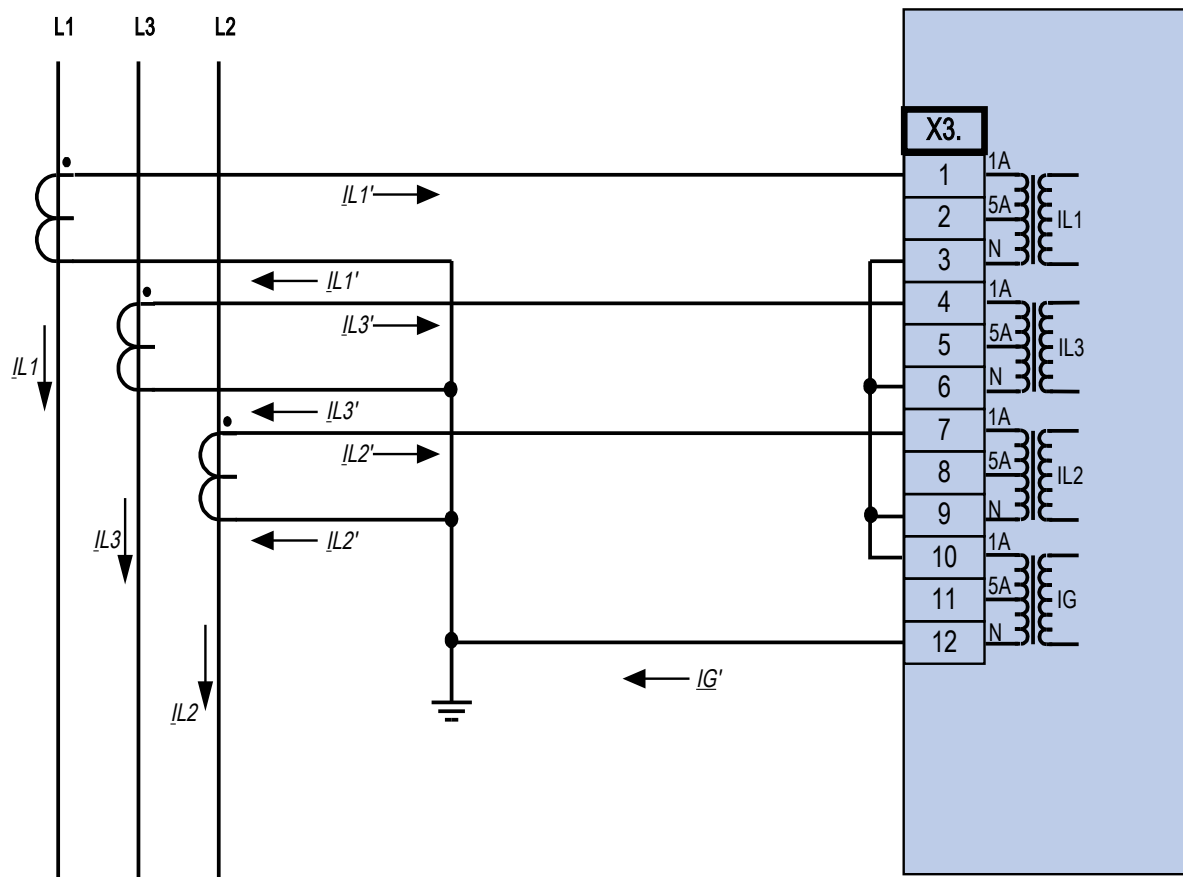 L1 L3 L2
X3.
1 1A
IL1'
2 5A IL1
3 N
IL1'
4 1A
IL3'
5 5A IL3
IL1
6 N
IL3'
7 1A
IL2'
8 5A IL2
9 N
IL3
IL2'
10 1A
11 5A IG
12 N
IG'
IL2